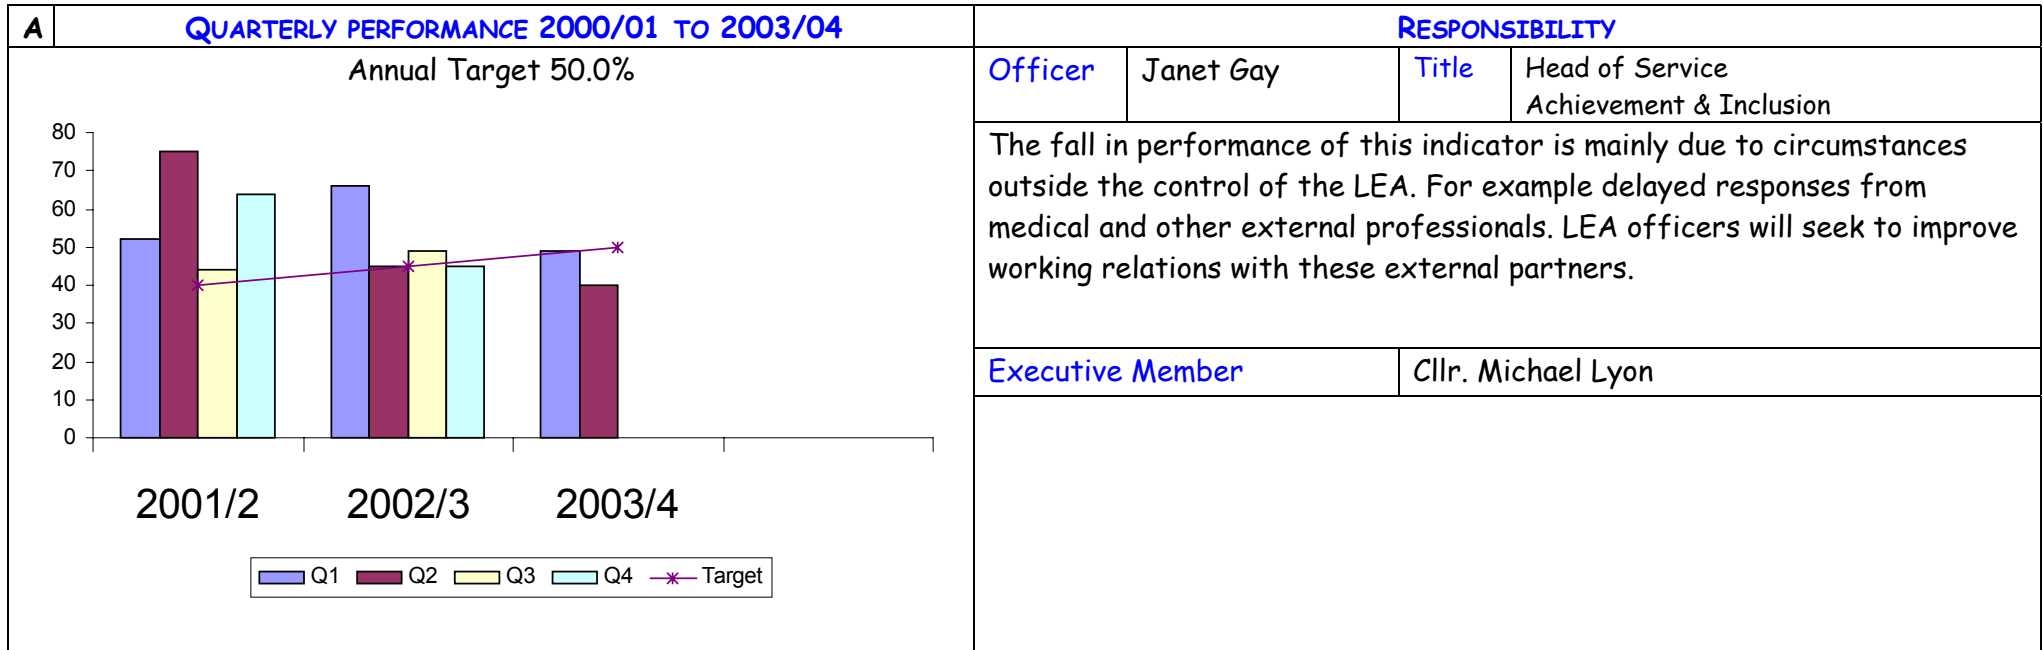 A
QUARTERLY PERFORMANCE 2000/01 TO 2003/04
RESPONSIBILITY
Annual Target 50.0%
80
70
60
50
40
30
20
10
0
2001/2
2002/3
2003/4
Q1
Q2
Q3
Q4
Target
Officer
Janet Gay
Title
Head of Service
Achievement & Inclusion
The fall in performance of this indicator is mainly due to circumstances
outside the control of the LEA. For example delayed responses from
medical and other external professionals. LEA officers will seek to improve
working relations with these external partners.
Executive Member
Cllr. Michael Lyon